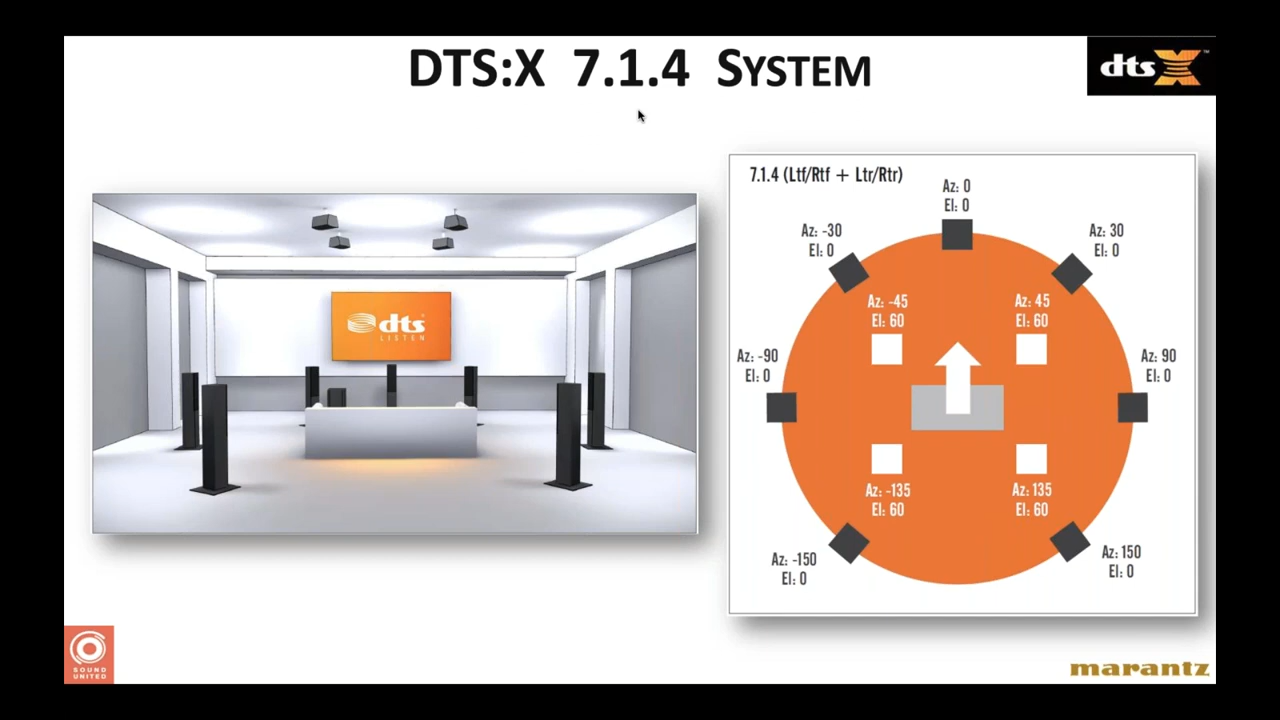 DTS:X 7.1.4 SYSTEM
dts X™
dts
LISTEN
7.1.4 (Ltf/Rtf + Ltr/Rtr)
Az: 0
El: 0
Az: -30
El: 0
Az: 30
El: 0
Az: -45
El: 60
Az: 45
El: 60
Az: -90
El: 0
Az: 90
El: 0
Az: -135
El: 60
Az: 135
El: 60
Az: -150
El: 0
Az: 150
El: 0
SOUND
UNITED
marantz